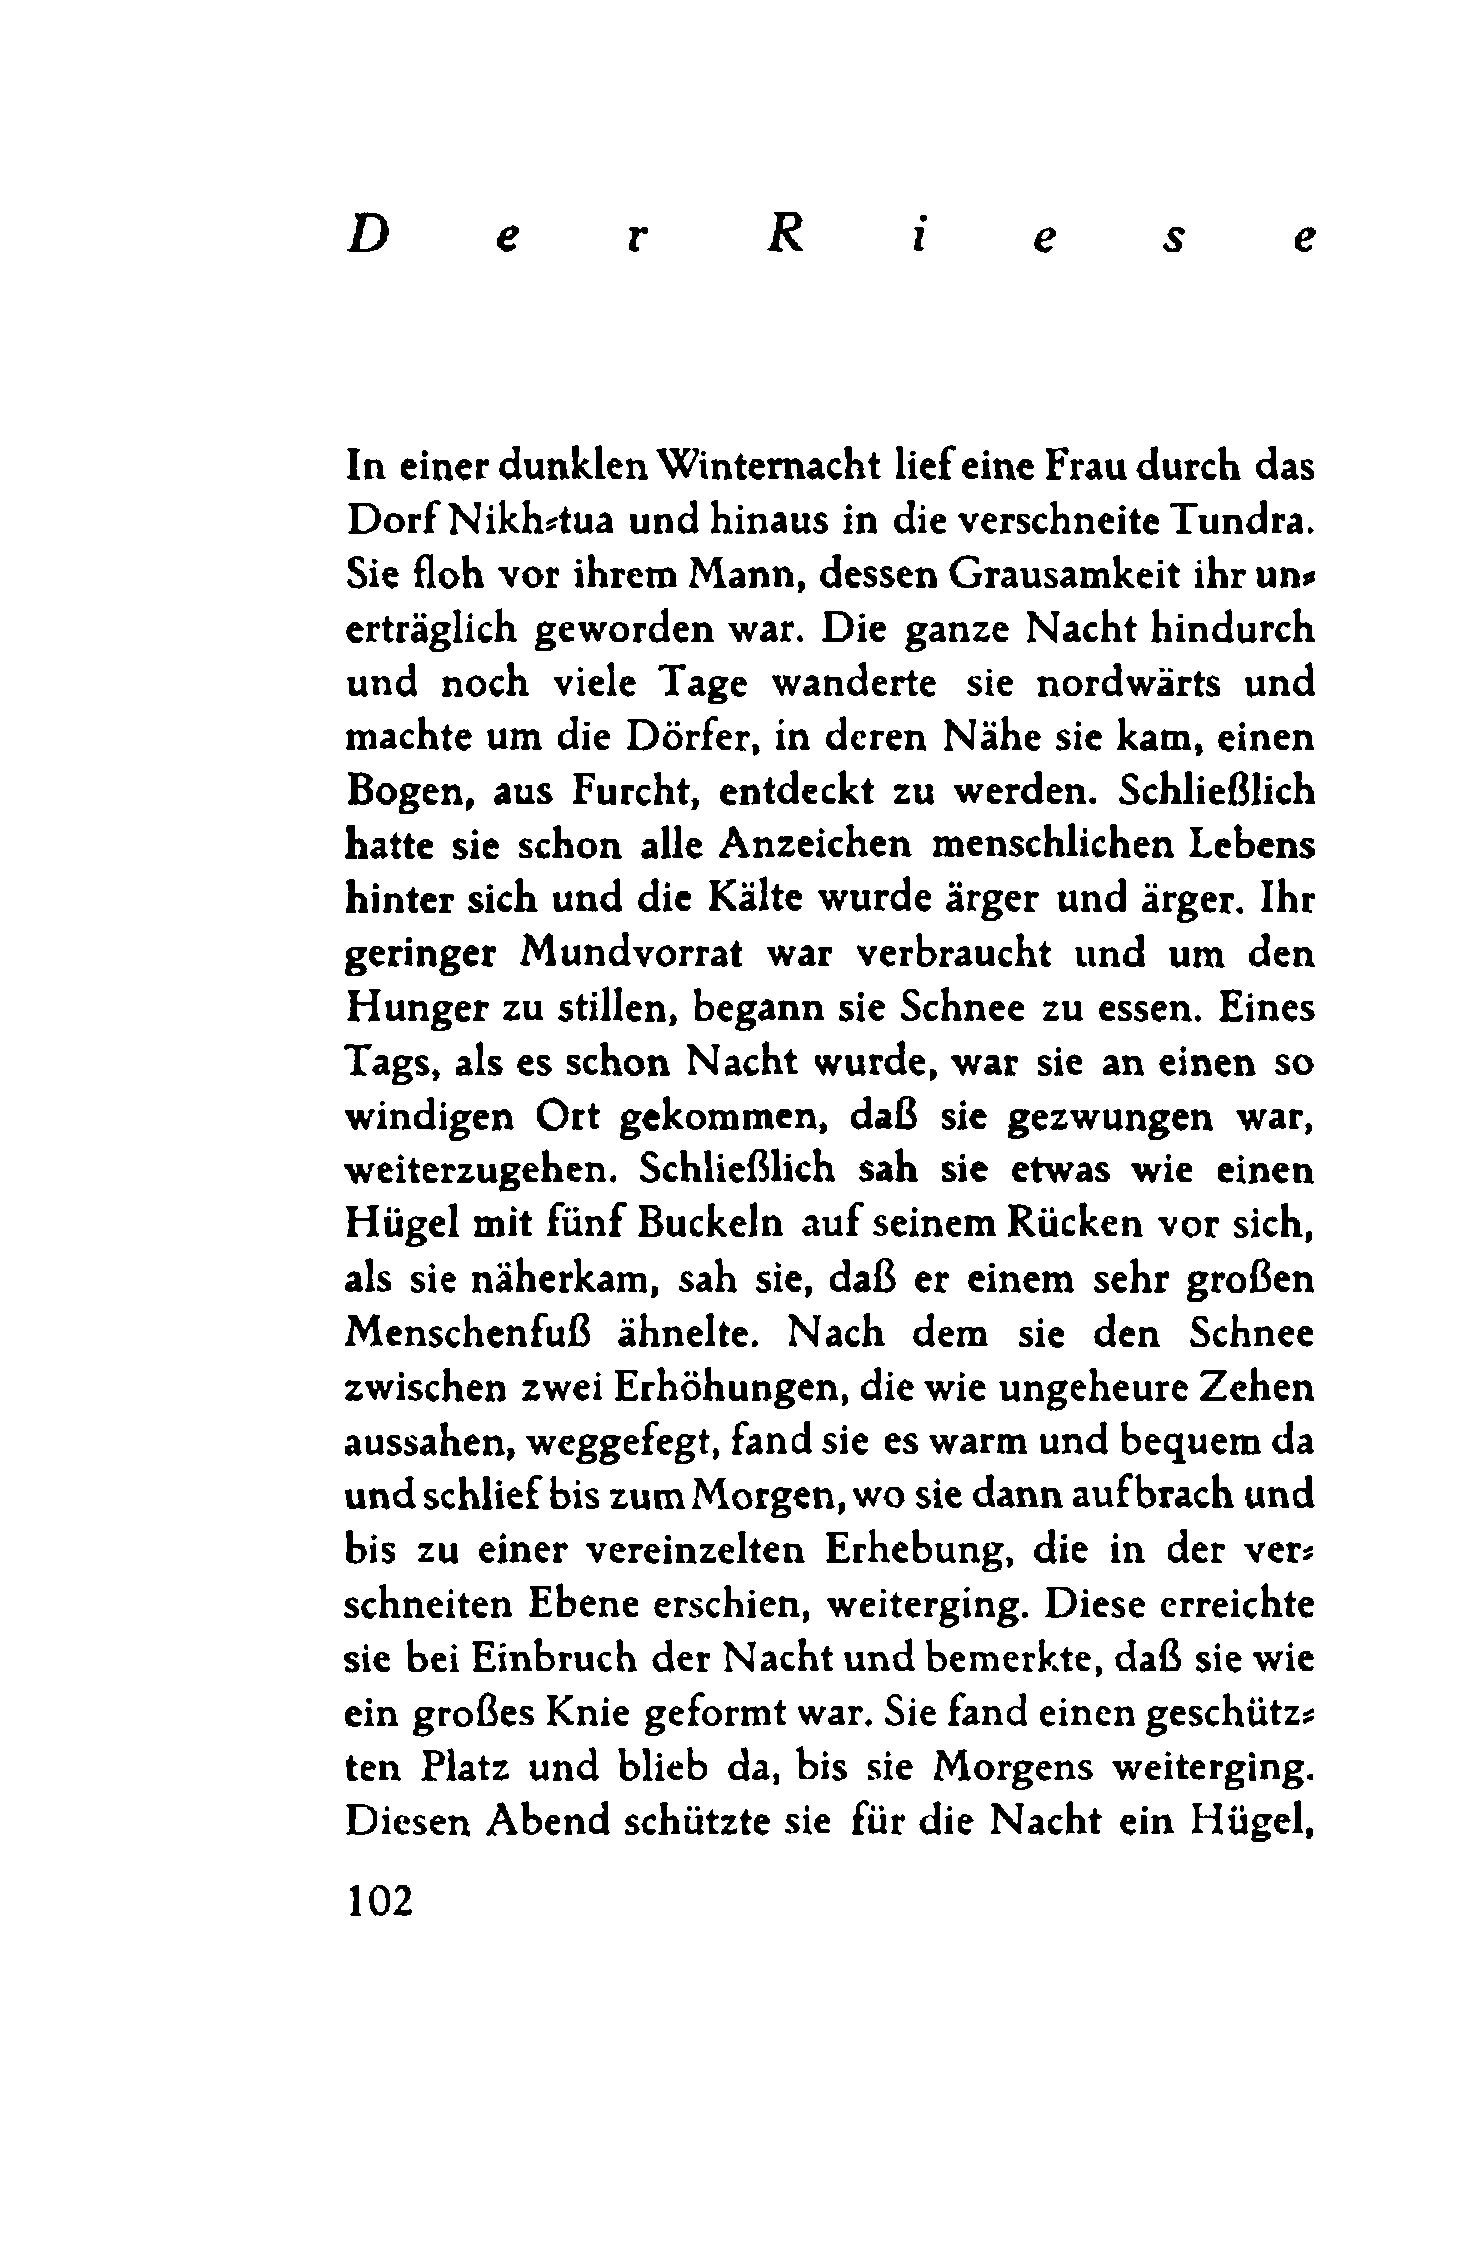 Der Riese
In einer dunklen Winternacht lief eine Frau durch das
Dorf Nikh-tua und hinaus in die verschneite Tundra.
Sie floh vor ihrem Mann, dessen Grausamkeit ihr un-
erträglich geworden war. Die ganze Nacht hindurch
und noch viele Tage wanderte sie nordwärts und
machte um die Dörfer, in deren Nähe sie kam, einen
Bogen, aus Furcht, entdeckt zu werden. Schließlich
hatte sie schon alle Anzeichen menschlichen Lebens
hinter sich und die Kälte wurde ärger und ärger. Ihr
geringer Mundvorrat war verbraucht und um den
Hunger zu stillen, begann sie Schnee zu essen. Eines
Tags, als es schon Nacht wurde, war sie an einen so
windigen Ort gekommen, daß sie gezwungen war,
weiterzugehen. Schließlich sah sie etwas wie einen
Hügel mit fünf Buckeln auf seinem Rücken vor sich,
als sie näherkam, sah sie, daß er einem sehr großen
Menschenfuß ähnelte. Nach dem sie den Schnee
zwischen zwei Erhöhungen, die wie ungeheure Zehen
aussahen, weggefegt, fand sie es warm und bequem da
und schlief bis zum Morgen, wo sie dann aufbrach und
bis zu einer vereinzelten Erhebung, die in der ver-
schneiten Ebene erschien, weiterging. Diese erreichte
sie bei Einbruch der Nacht und bemerkte, daß sie wie
ein großes Knie geformt war. Sie fand einen geschütz-
ten Platz und blieb da, bis sie Morgens weiterging.
Diesen Abend schützte sie für die Nacht ein Hügel,
102